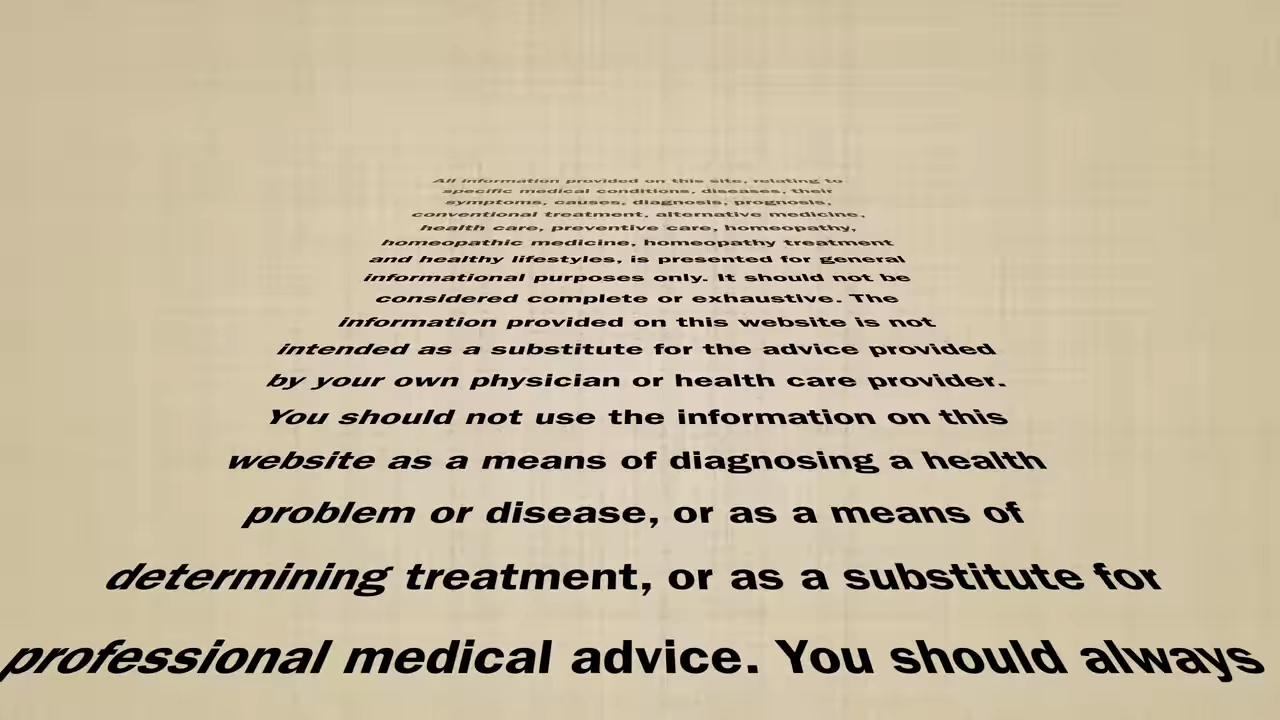 All information provided on this site, relating to
specific medical conditions, diseases, their
symptoms, causes, diagnosis, prognosis,
conventional treatment, alternative medicine,
health care, preventive care, homeopathy,
homeopathic medicine, homeopathy treatment
and healthy lifestyles, is presented for general
informational purposes only. It should not be
considered complete or exhaustive. The
information provided on this website is not
intended as a substitute for the advice provided
by your own physician or health care provider.
You should not use the information on this
website as a means of diagnosing a health
problem or disease, or as a means of
determining treatment, or as a substitute for
professional medical advice. You should always